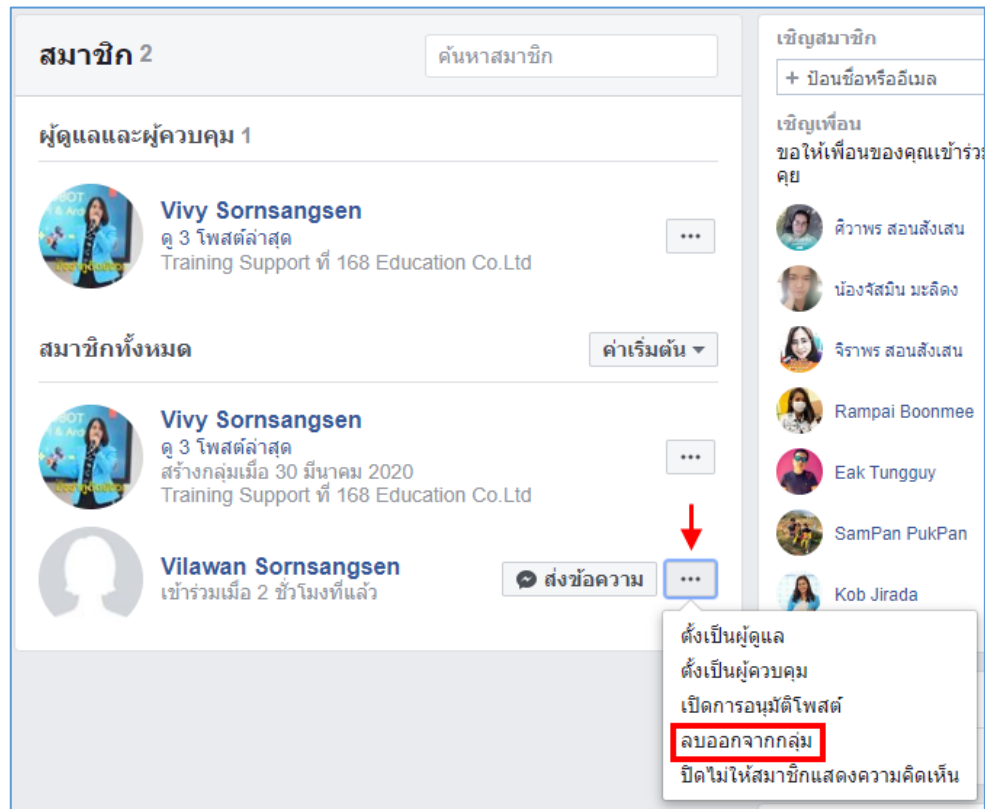 สมาชิก 2
ค้นหาสมาชิก
ผู้ดูแลและผู้ควบคุม 1
Vivy Sornsangsen
ดู 3 โพสต์ล่าสุด
Training Support ที่ 168 Education Co.Ltd
สมาชิกทั้งหมด
ค่าเริ่มต้น
Vivy Sornsangsen
ดู 3 โพสต์ล่าสุด
สร้างกลุ่มเมื่อ 30 มีนาคม 2020
Training Support ที่ 168 Education Co.Ltd
Vilawan Sornsangsen
เข้าร่วมเมื่อ 2 ชั่วโมงที่แล้ว
ส่งข้อความ
ตั้งเป็นผู้ดูแล
ตั้งเป็นผู้ควบคุม
เปิดการอนุมัติโพสต์
ลบออกจากกลุ่ม
ปิดไม่ให้สมาชิกแสดงความคิดเห็น
เชิญสมาชิก
+ ป้อนชื่อหรืออีเมล
เชิญเพื่อน
ขอให้เพื่อนของคุณเข้าร่วม
คุย
ศิวาพร สอนสังเสน
น้องจัสมิน มะลิดง
จิราพร สอนสังเสน
Rampai Boonmee
Eak Tungguy
SamPan PukPan
Kob Jirada